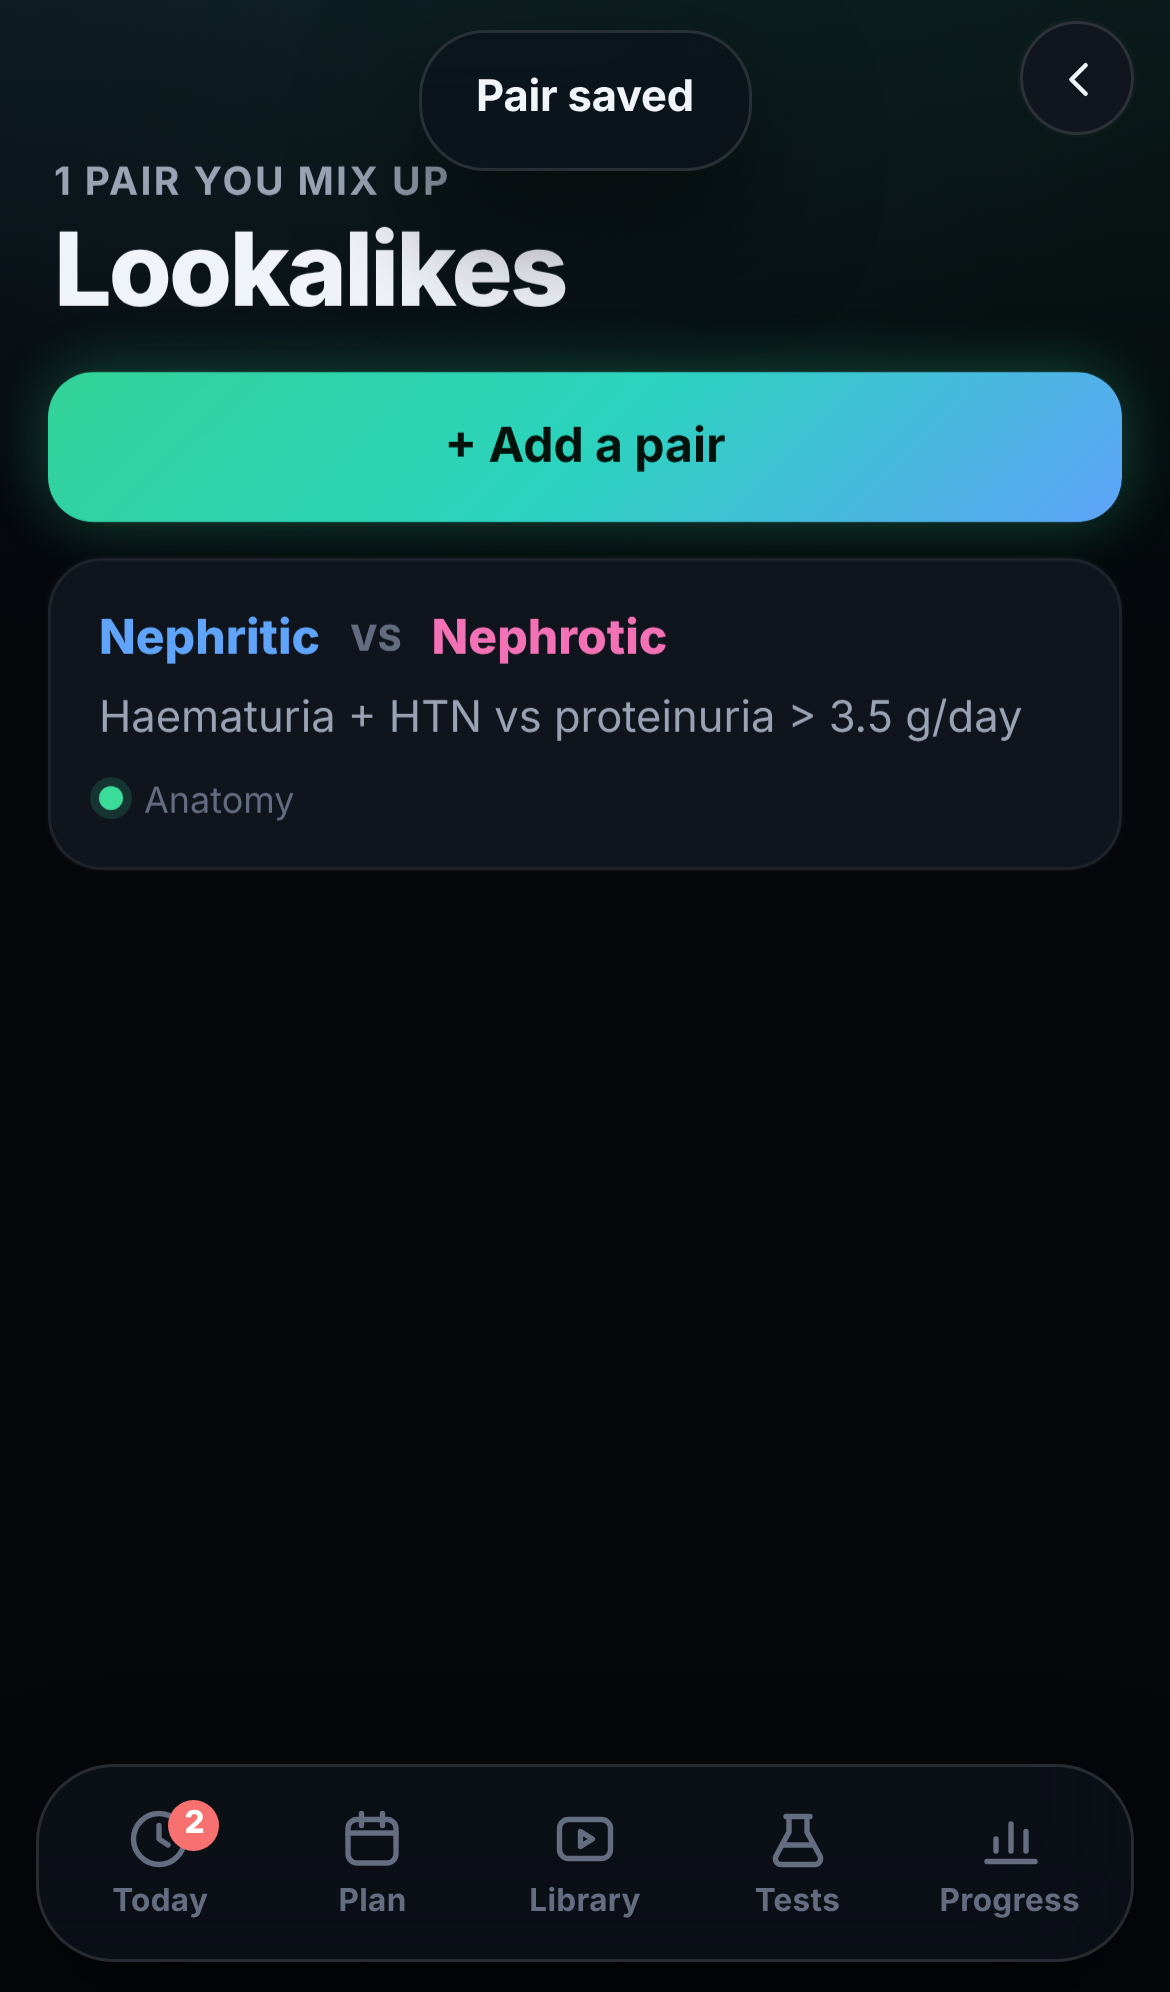 Pair saved
1 PAIR YOU MIX UP
Lookalikes
+ Add a pair
Nephritic vs Nephrotic
Haematuria + HTN vs proteinuria > 3.5 g/day
Anatomy
2
Today Plan Library Tests Progress